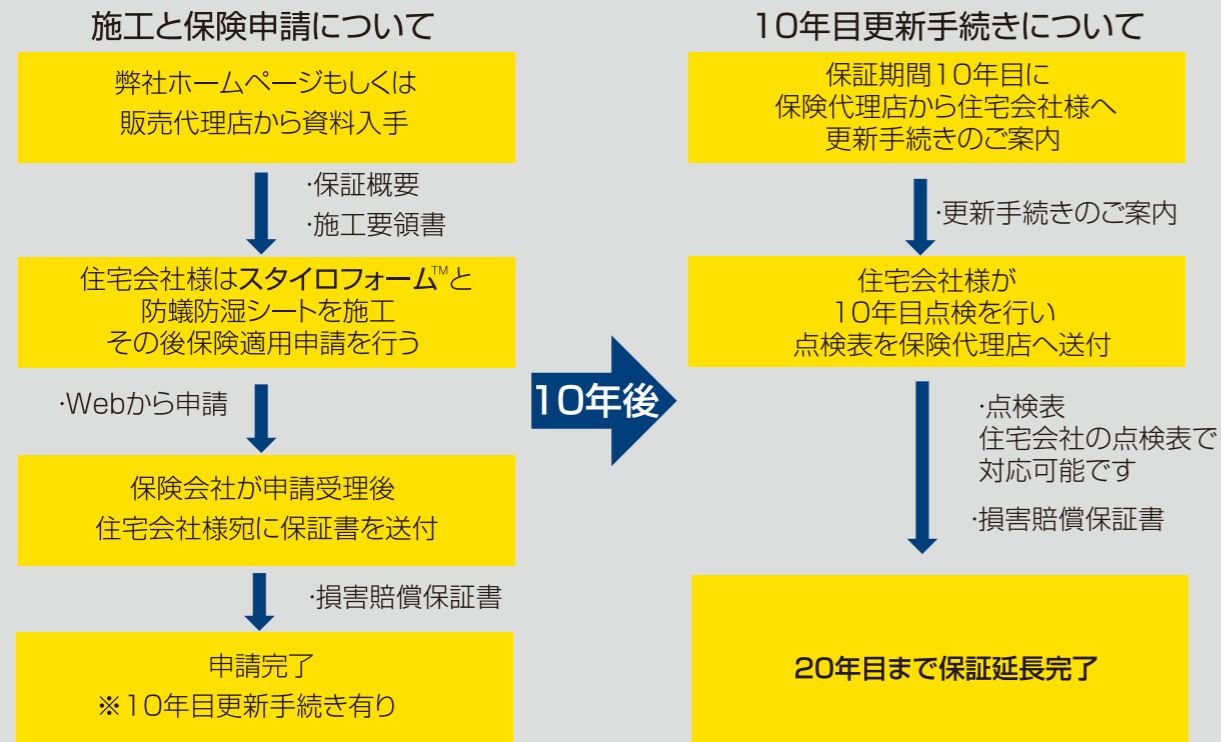 施工と保険申請について
弊社ホームページもしくは
販売代理店から資料入手
・保証概要
・施工要領書
住宅会社様はスタイロフォーム™と
防蟻防湿シートを施工
その後保険適用申請を行う
・Webから申請
保険会社が申請受理後
住宅会社様宛に保証書を送付
・損害賠償保証書
申請完了
※10年目更新手続き有り
10年後
10年目更新手続きについて
保証期間10年目に
保険代理店から住宅会社様へ
更新手続きのご案内
・更新手続きのご案内
住宅会社様が
10年目点検を行い
点検表を保険代理店へ送付
・点検表
住宅会社の点検表で
対応可能です
・損害賠償保証書
20年目まで保証延長完了